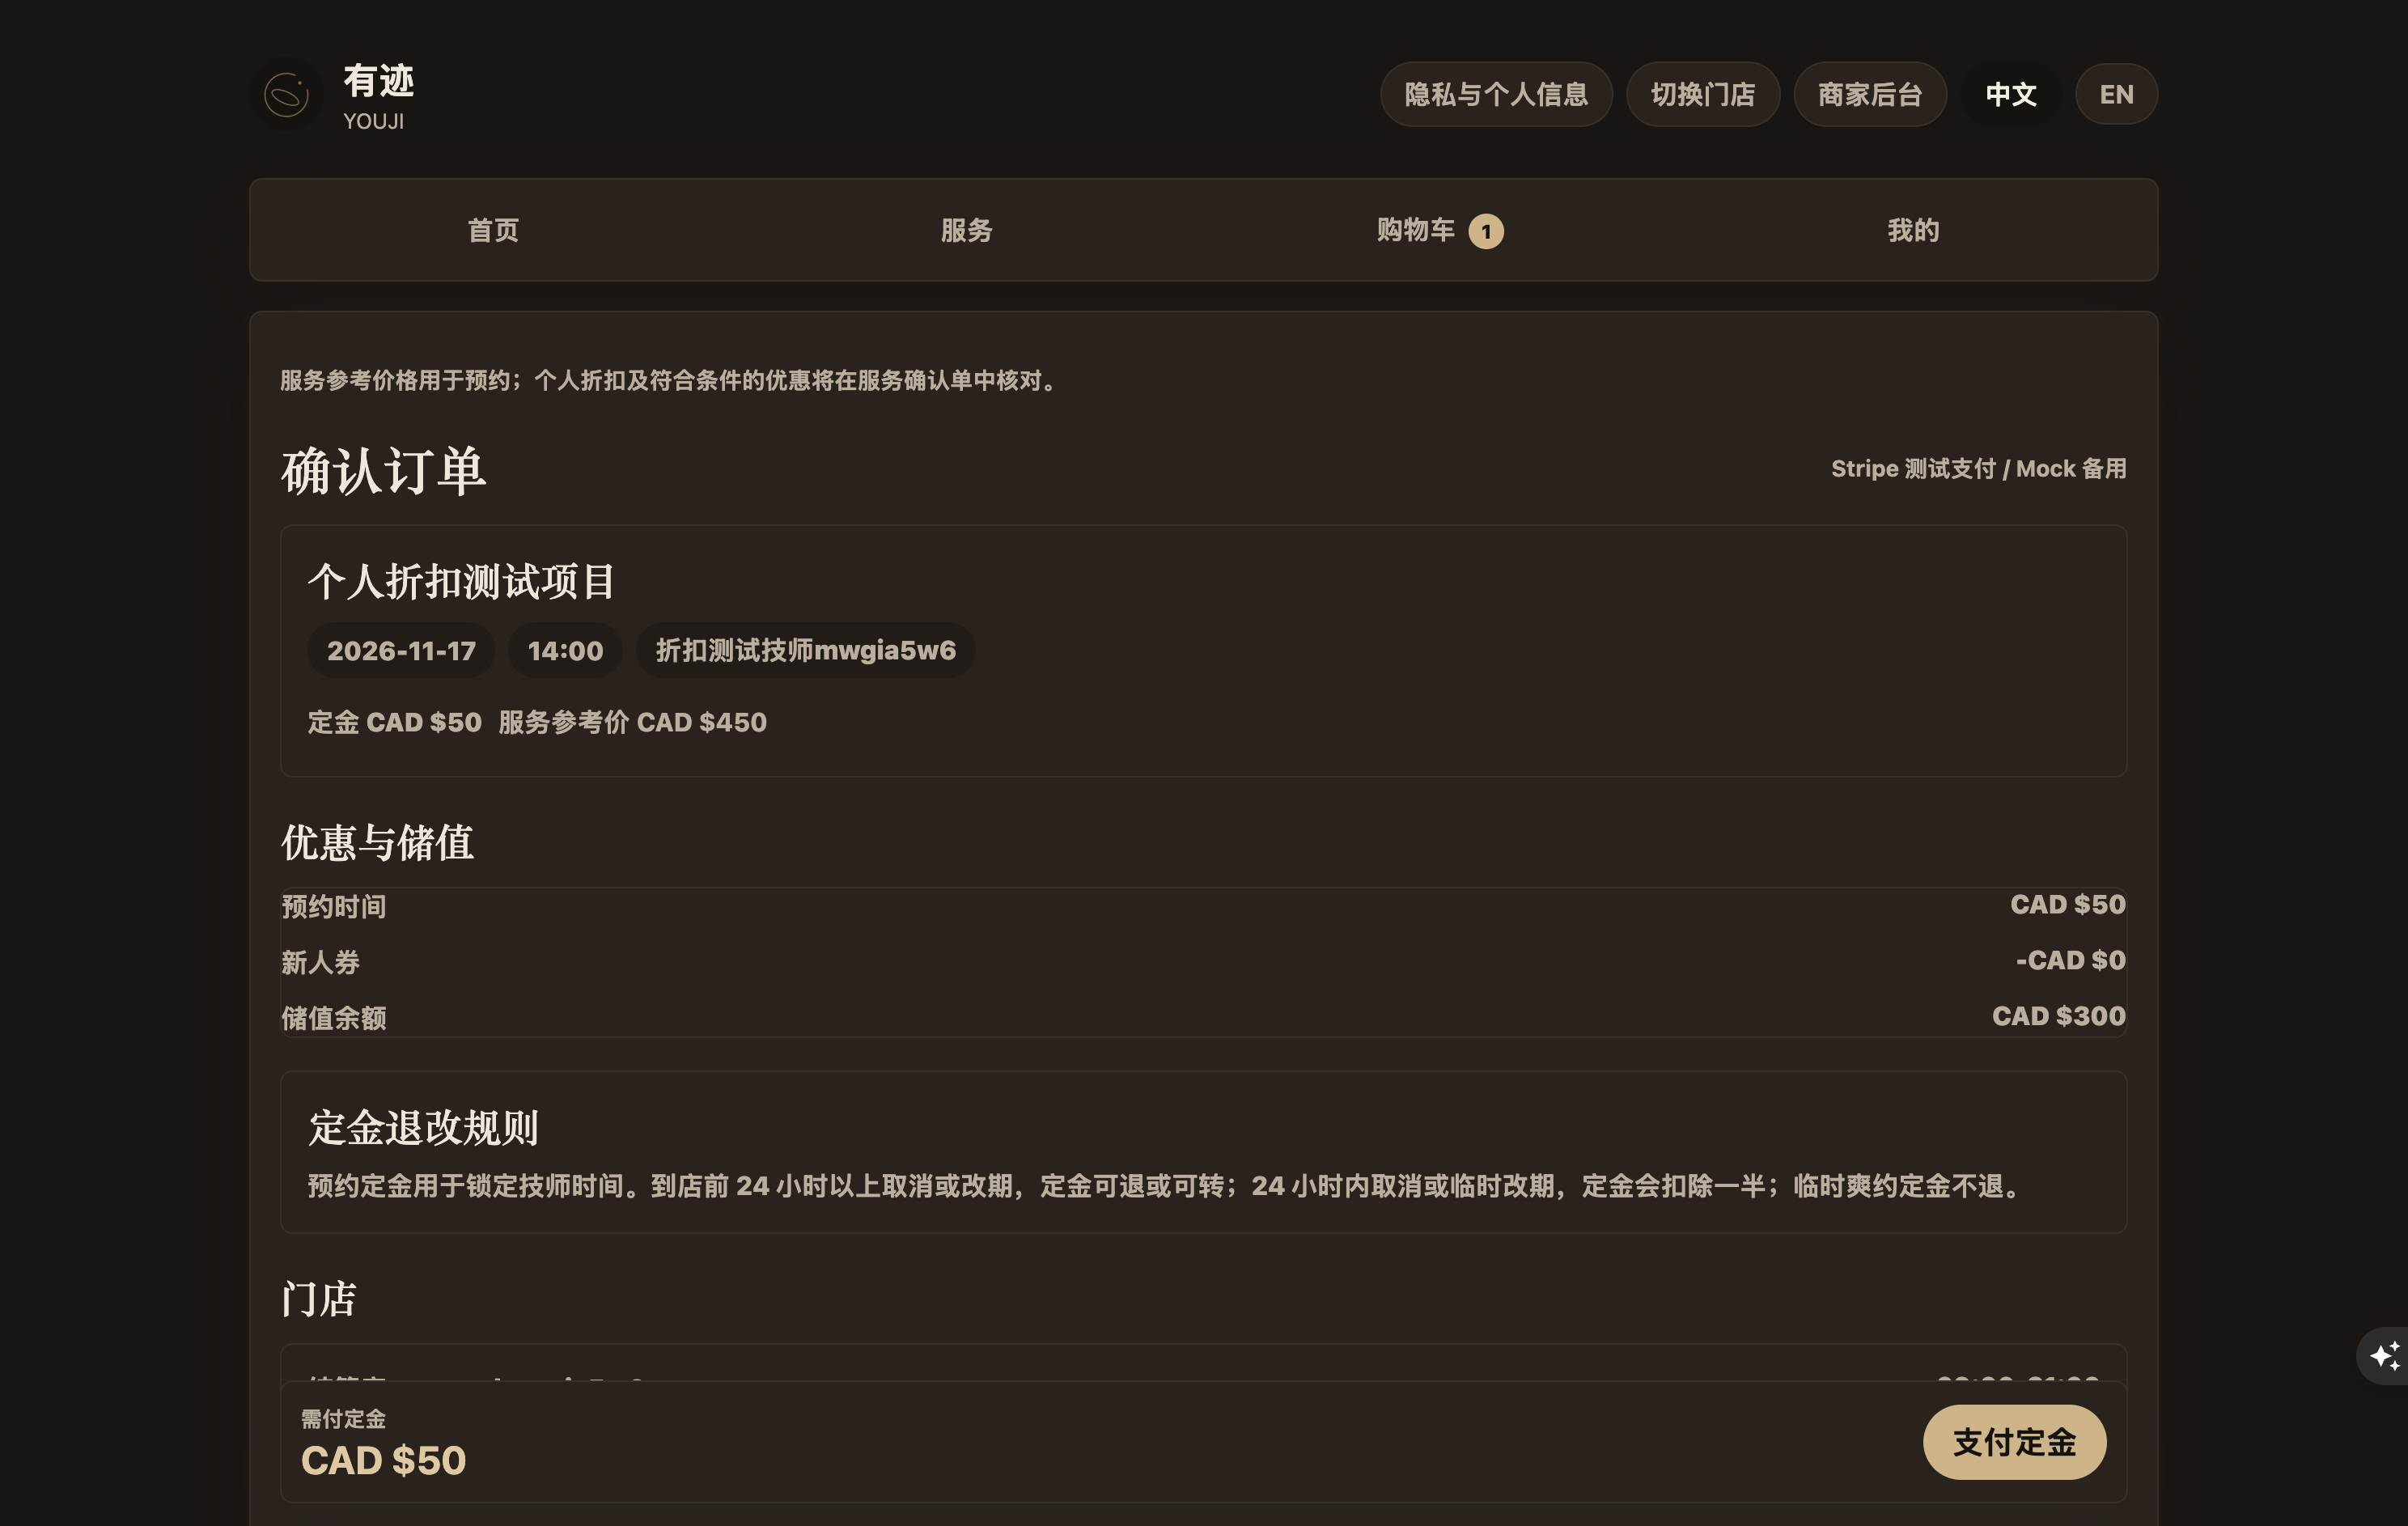 有迹
YOUJI
隐私与个人信息
切换门店
商家后台
中文
EN
首页
服务
购物车 1
我的
服务参考价格用于预约；个人折扣及符合条件的优惠将在服务确认单中核对。
确认订单
Stripe 测试支付 / Mock 备用
个人折扣测试项目
2026-11-17
14:00
折扣测试技师mwgia5w6
定金 CAD $50 服务参考价 CAD $450
优惠与储值
预约时间 CAD $50
新人券 -CAD $0
储值余额 CAD $300
定金退改规则
预约定金用于锁定技师时间。到店前 24 小时以上取消或改期，定金可退或可转；24 小时内取消或临时改期，定金会扣除一半；临时爽约定金不退。
门店
需付定金
CAD $50
支付定金